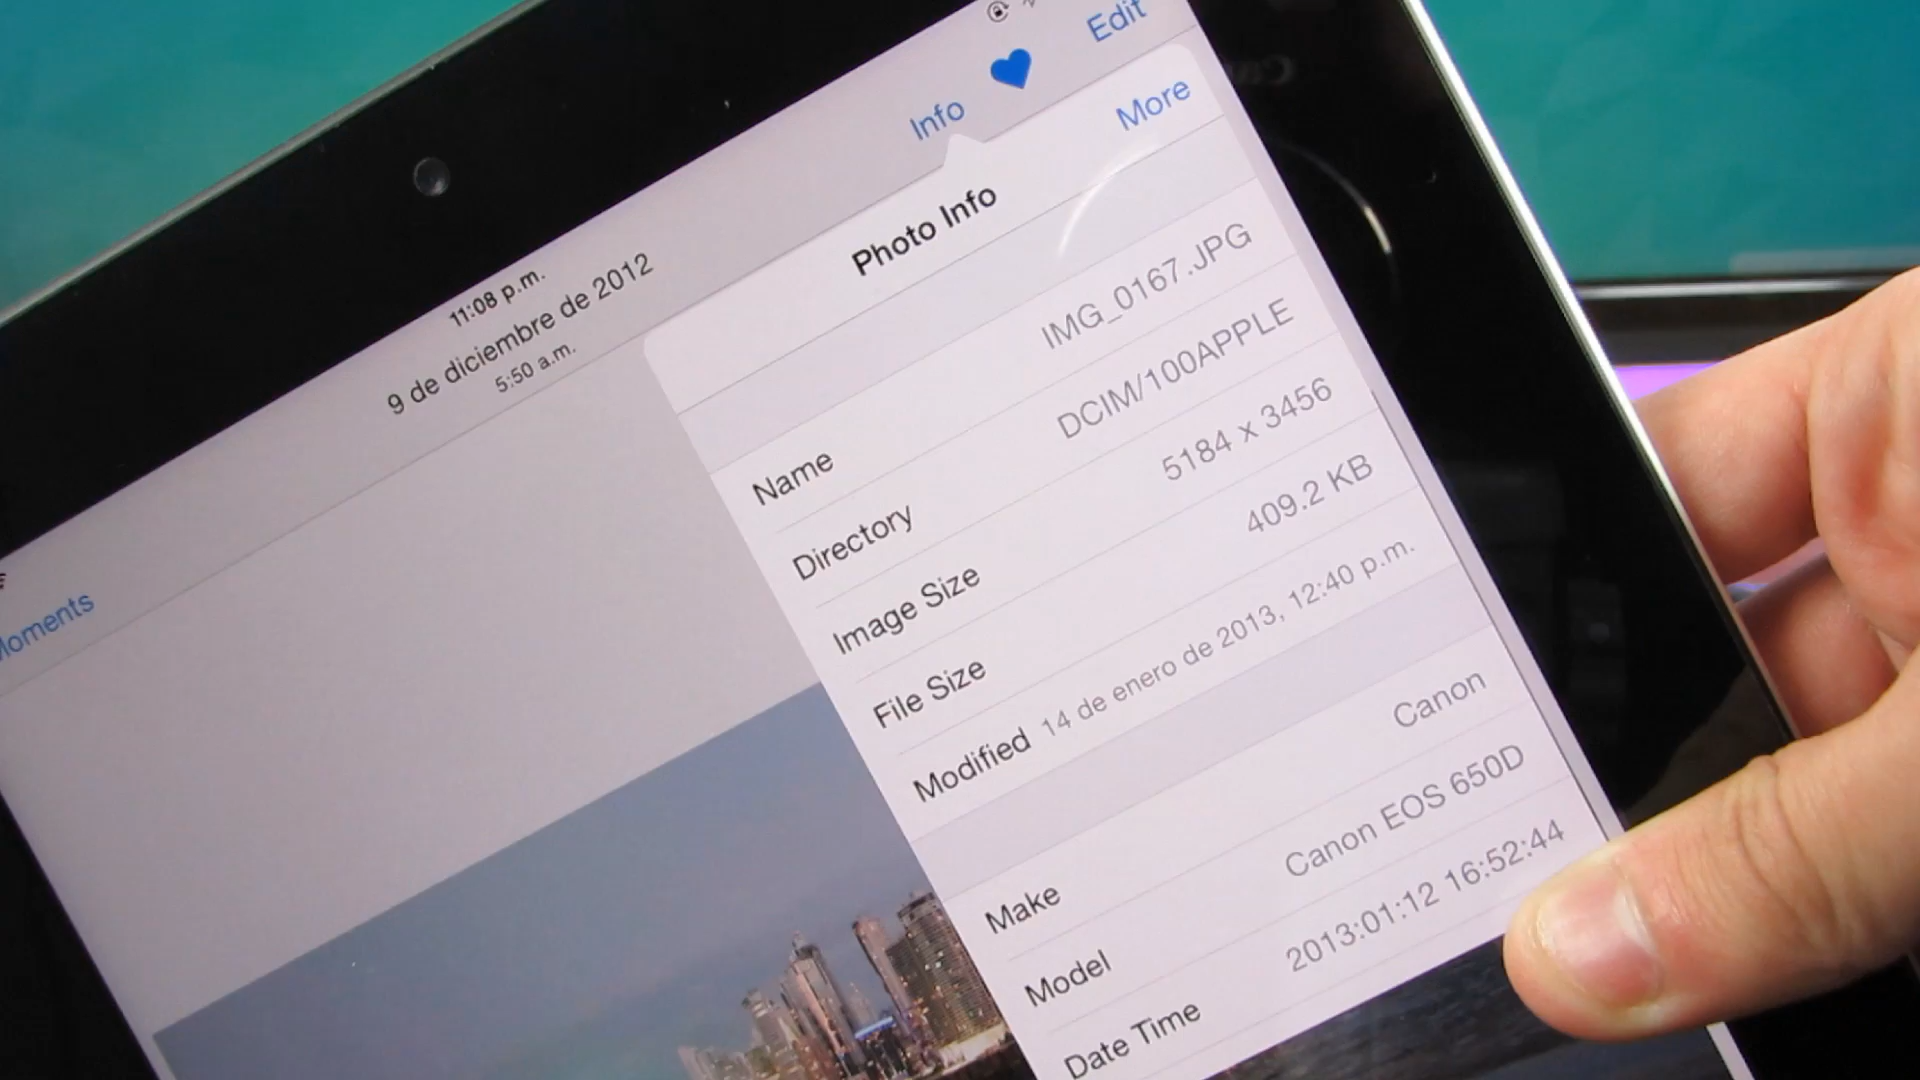 11:08 p.m.
Edit
Info
9 de diciembre de 2012
5:50 a.m.
More
Photo Info
Name IMG_0167.JPG
Directory DCIM/100APPLE
Image Size 5184 x 3456
File Size 409.2 KB
Modified 14 de enero de 2013, 12:40 p.m.
Make Canon
Model Canon EOS 650D
Date Time 2013:01:12 16:52:44
Moments